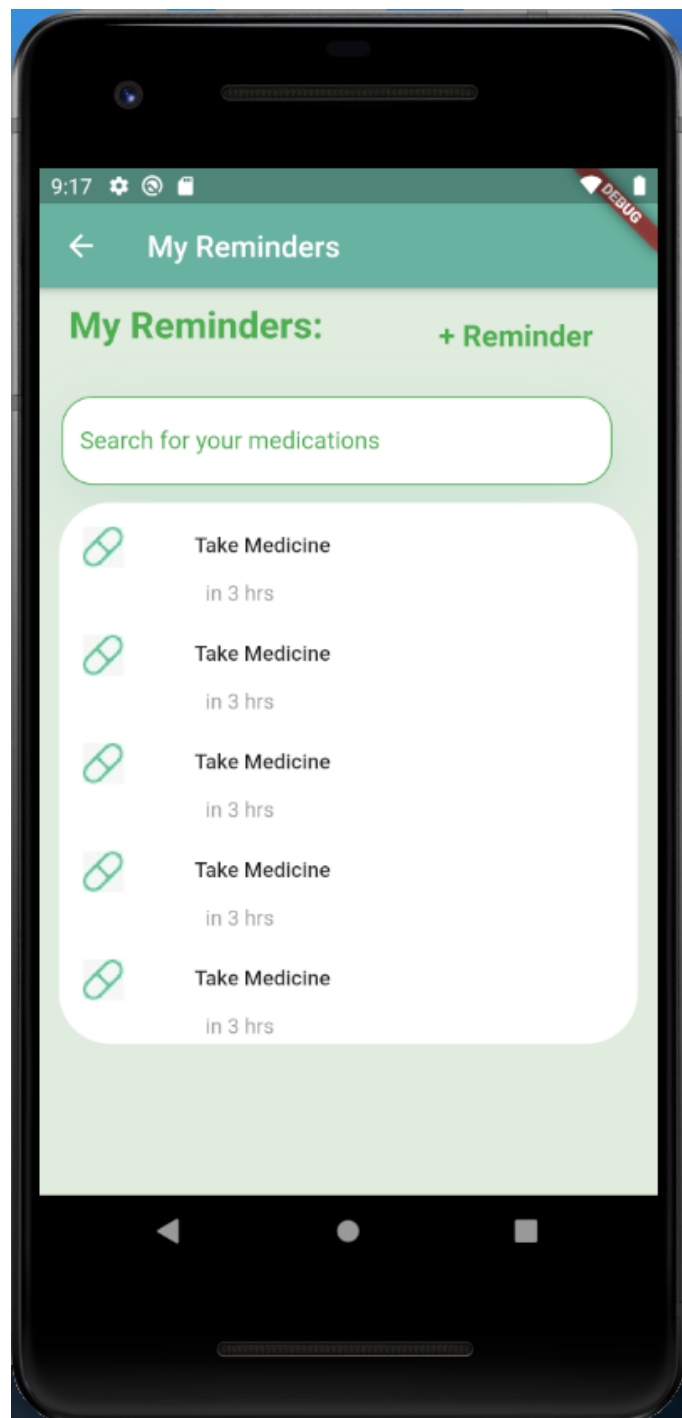 9:17
DEBUG
My Reminders
My Reminders:
+ Reminder
Search for your medications
Take Medicine
in 3 hrs
Take Medicine
in 3 hrs
Take Medicine
in 3 hrs
Take Medicine
in 3 hrs
Take Medicine
in 3 hrs